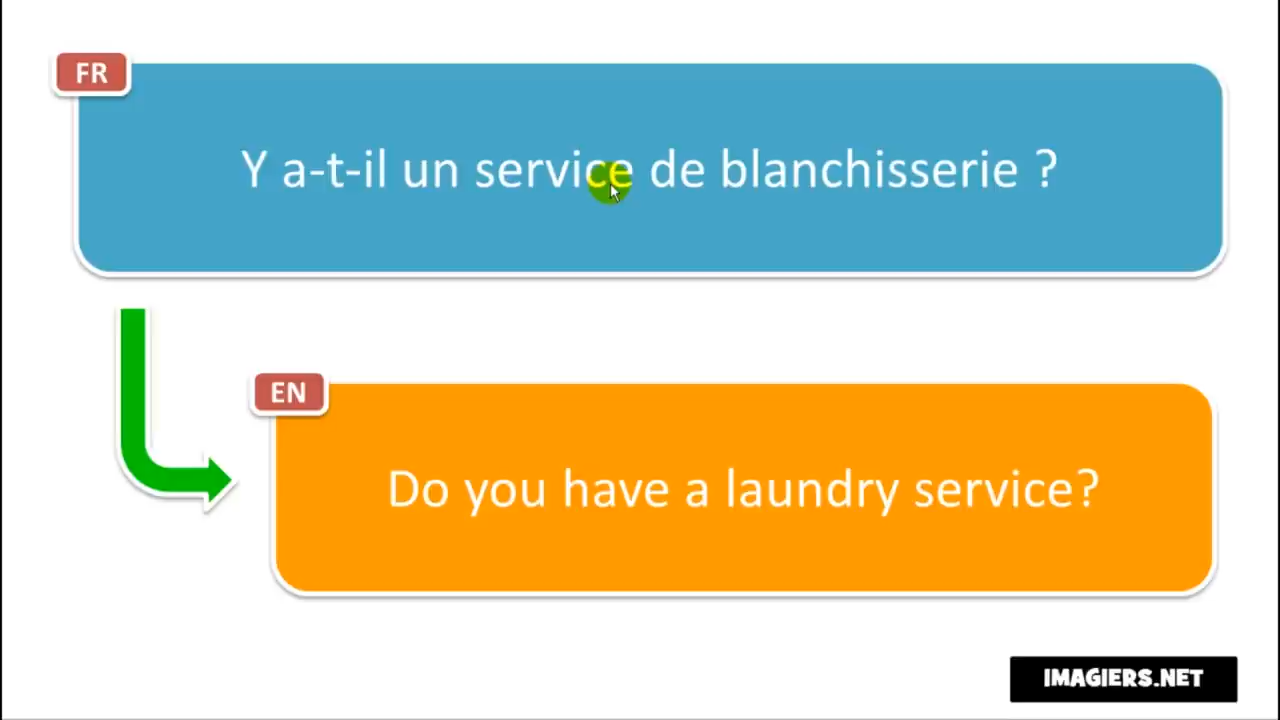 FR
Y a-t-il un service de blanchisserie ?
EN
Do you have a laundry service?
IMAGIERS.NET